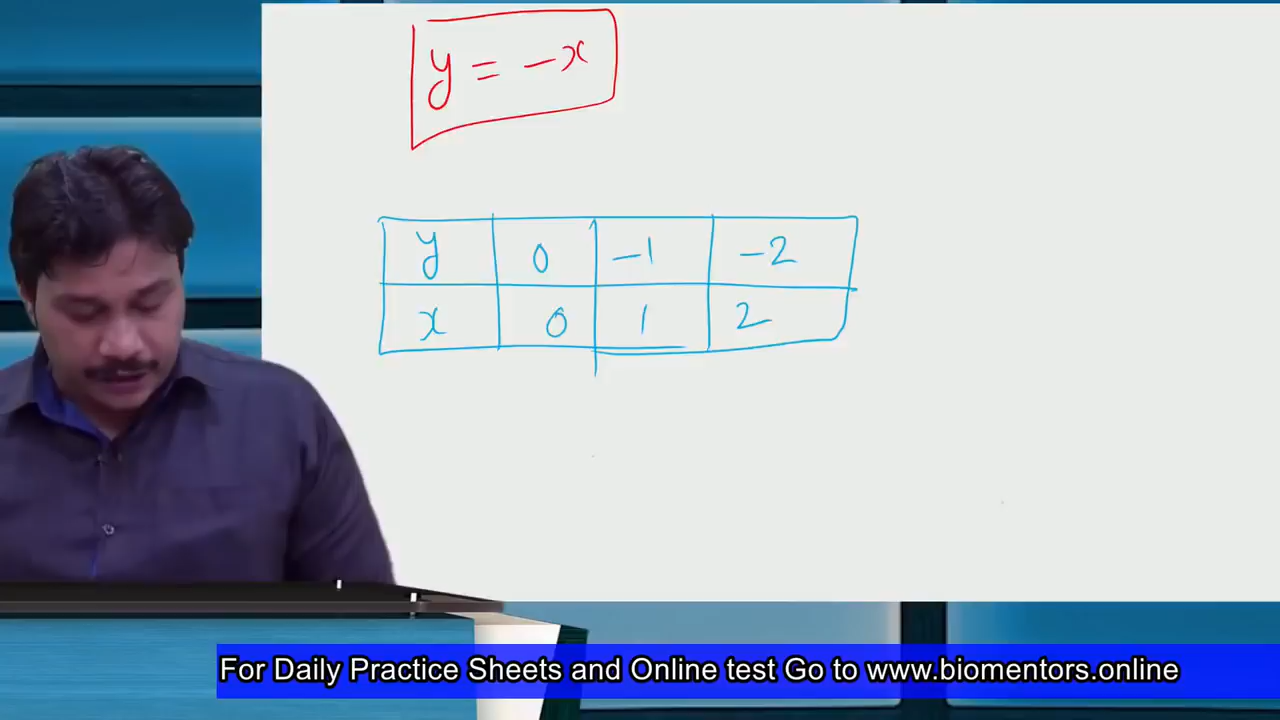 y = -x
y 0 -1 -2
x 0 1 2
For Daily Practice Sheets and Online test Go to www.biomentors.online